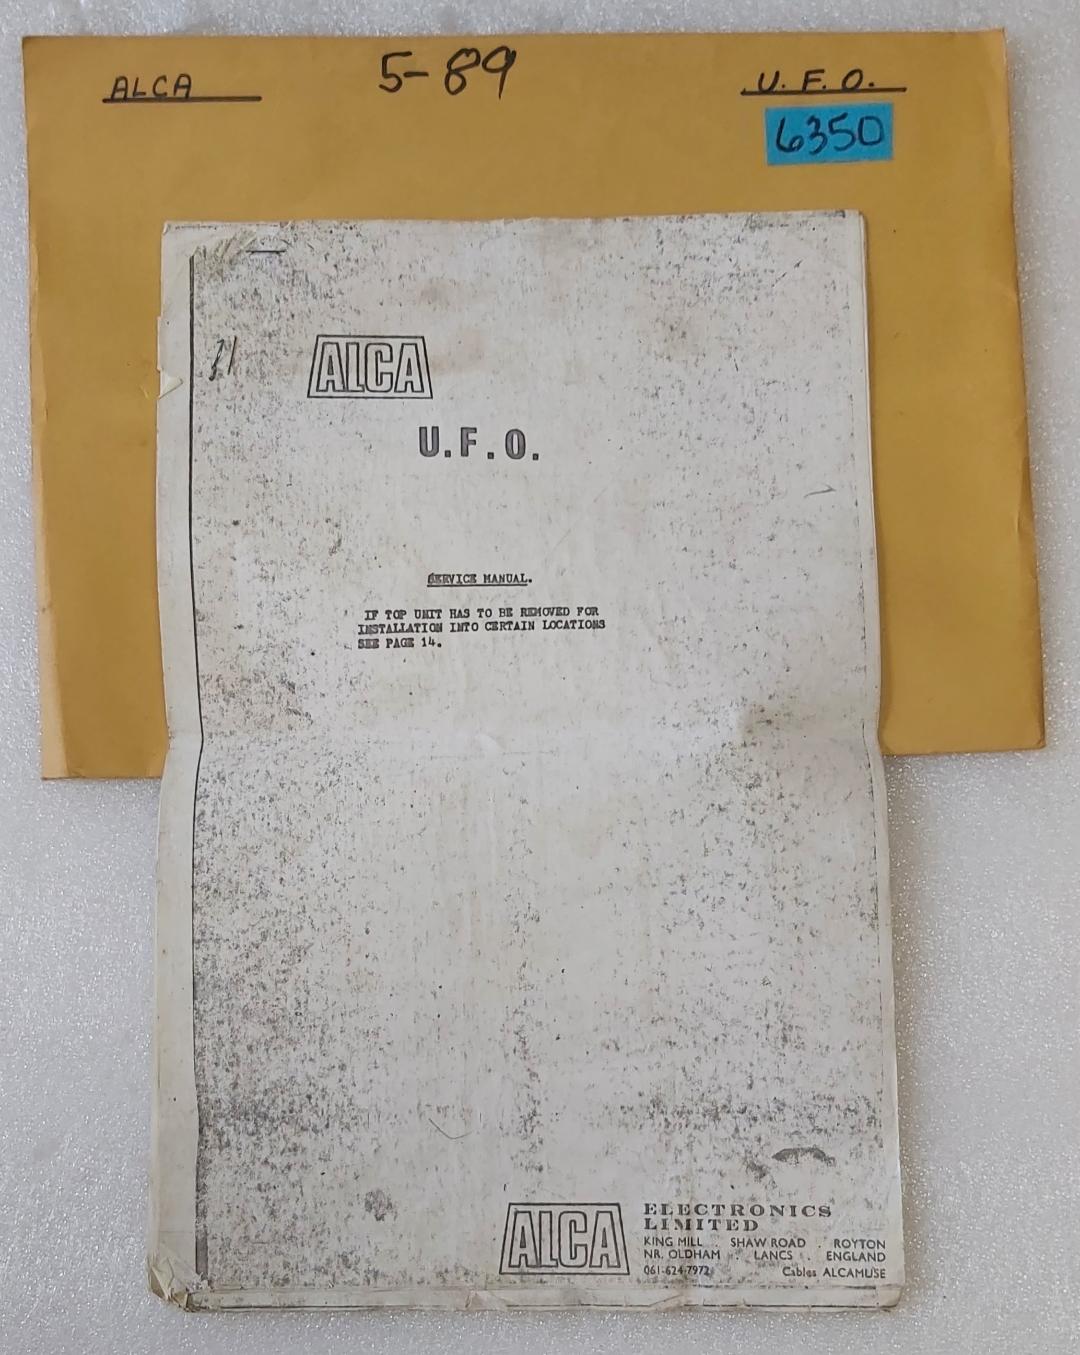 ALCA 5-89 U.F.O.
6350
ALCA
U.F.O.
SERVICE MANUAL.
IF TOP UNIT HAS TO BE REMOVED FOR
INSTALLATION INTO CERTAIN LOCATIONS
SEE PAGE 14.
ALCA
ELECTRONICS
LIMITED
KING MILL . SHAW ROAD . ROYTON
NR. OLDHAM . LANCS . ENGLAND
061-624-7972 Cables ALCAMUSE